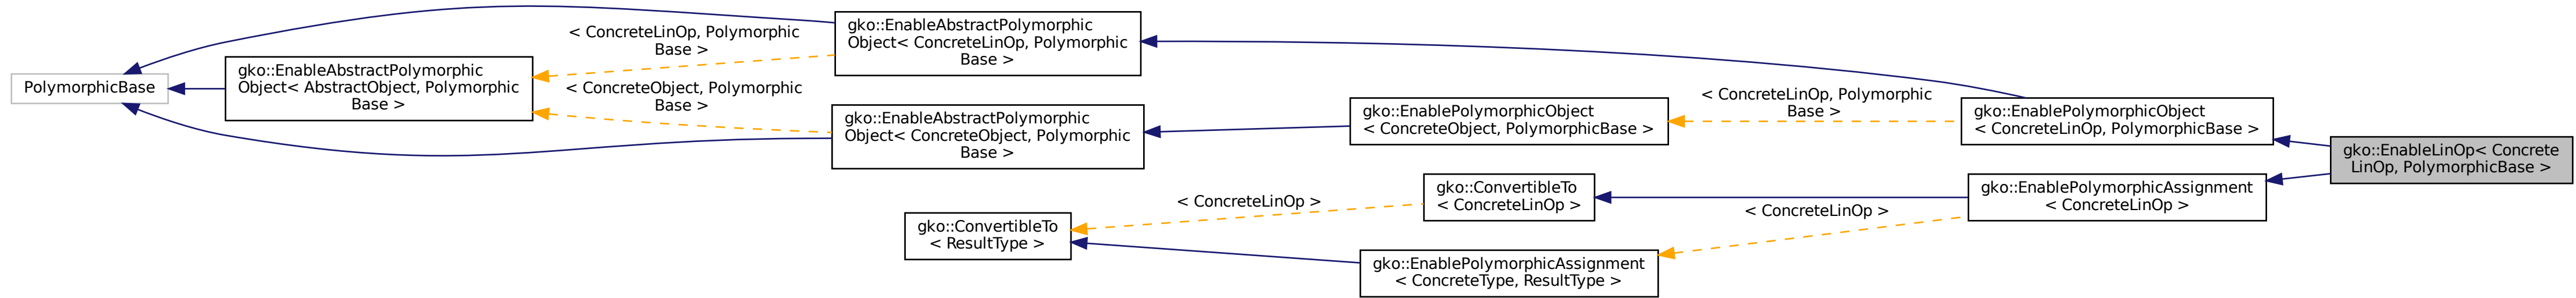 PolymorphicBase
gko::EnableAbstractPolymorphic
Object< AbstractObject, Polymorphic
Base >
< ConcreteLinOp, Polymorphic
Base >
< ConcreteObject, Polymorphic
Base >
gko::EnableAbstractPolymorphic
Object< ConcreteLinOp, Polymorphic
Base >
gko::EnableAbstractPolymorphic
Object< ConcreteObject, Polymorphic
Base >
gko::EnablePolymorphicObject
< ConcreteObject, PolymorphicBase >
< ConcreteLinOp, Polymorphic
Base >
gko::EnablePolymorphicObject
< ConcreteLinOp, PolymorphicBase >
gko::EnableLinOp< Concrete
LinOp, PolymorphicBase >
gko::ConvertibleTo
< ResultType >
< ConcreteLinOp >
gko::ConvertibleTo
< ConcreteLinOp >
gko::EnablePolymorphicAssignment
< ConcreteType, ResultType >
< ConcreteLinOp >
gko::EnablePolymorphicAssignment
< ConcreteLinOp >